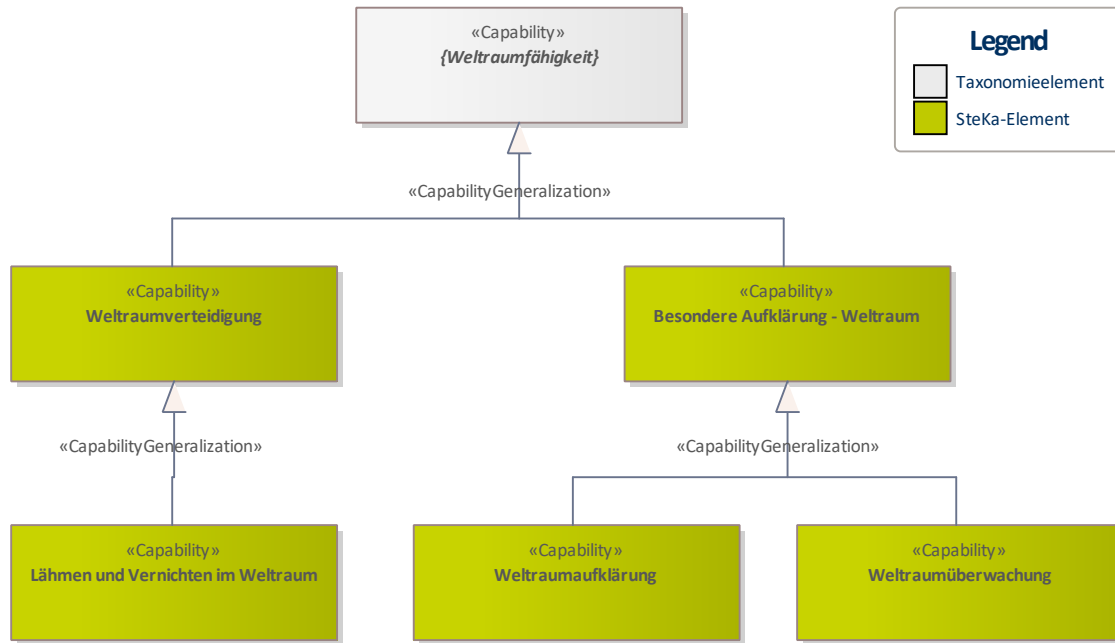 «Capability»
{Weltraumfähigkeit}
Legend
Taxonomieelement
SteKa-Element
«CapabilityGeneralization»
«Capability»
Weltraumverteidigung
«Capability»
Besondere Aufklärung - Weltraum
«CapabilityGeneralization»
«CapabilityGeneralization»
«Capability»
Lähmen und Vernichten im Weltraum
«Capability»
Weltraumaufklärung
«Capability»
Weltraumüberwachung